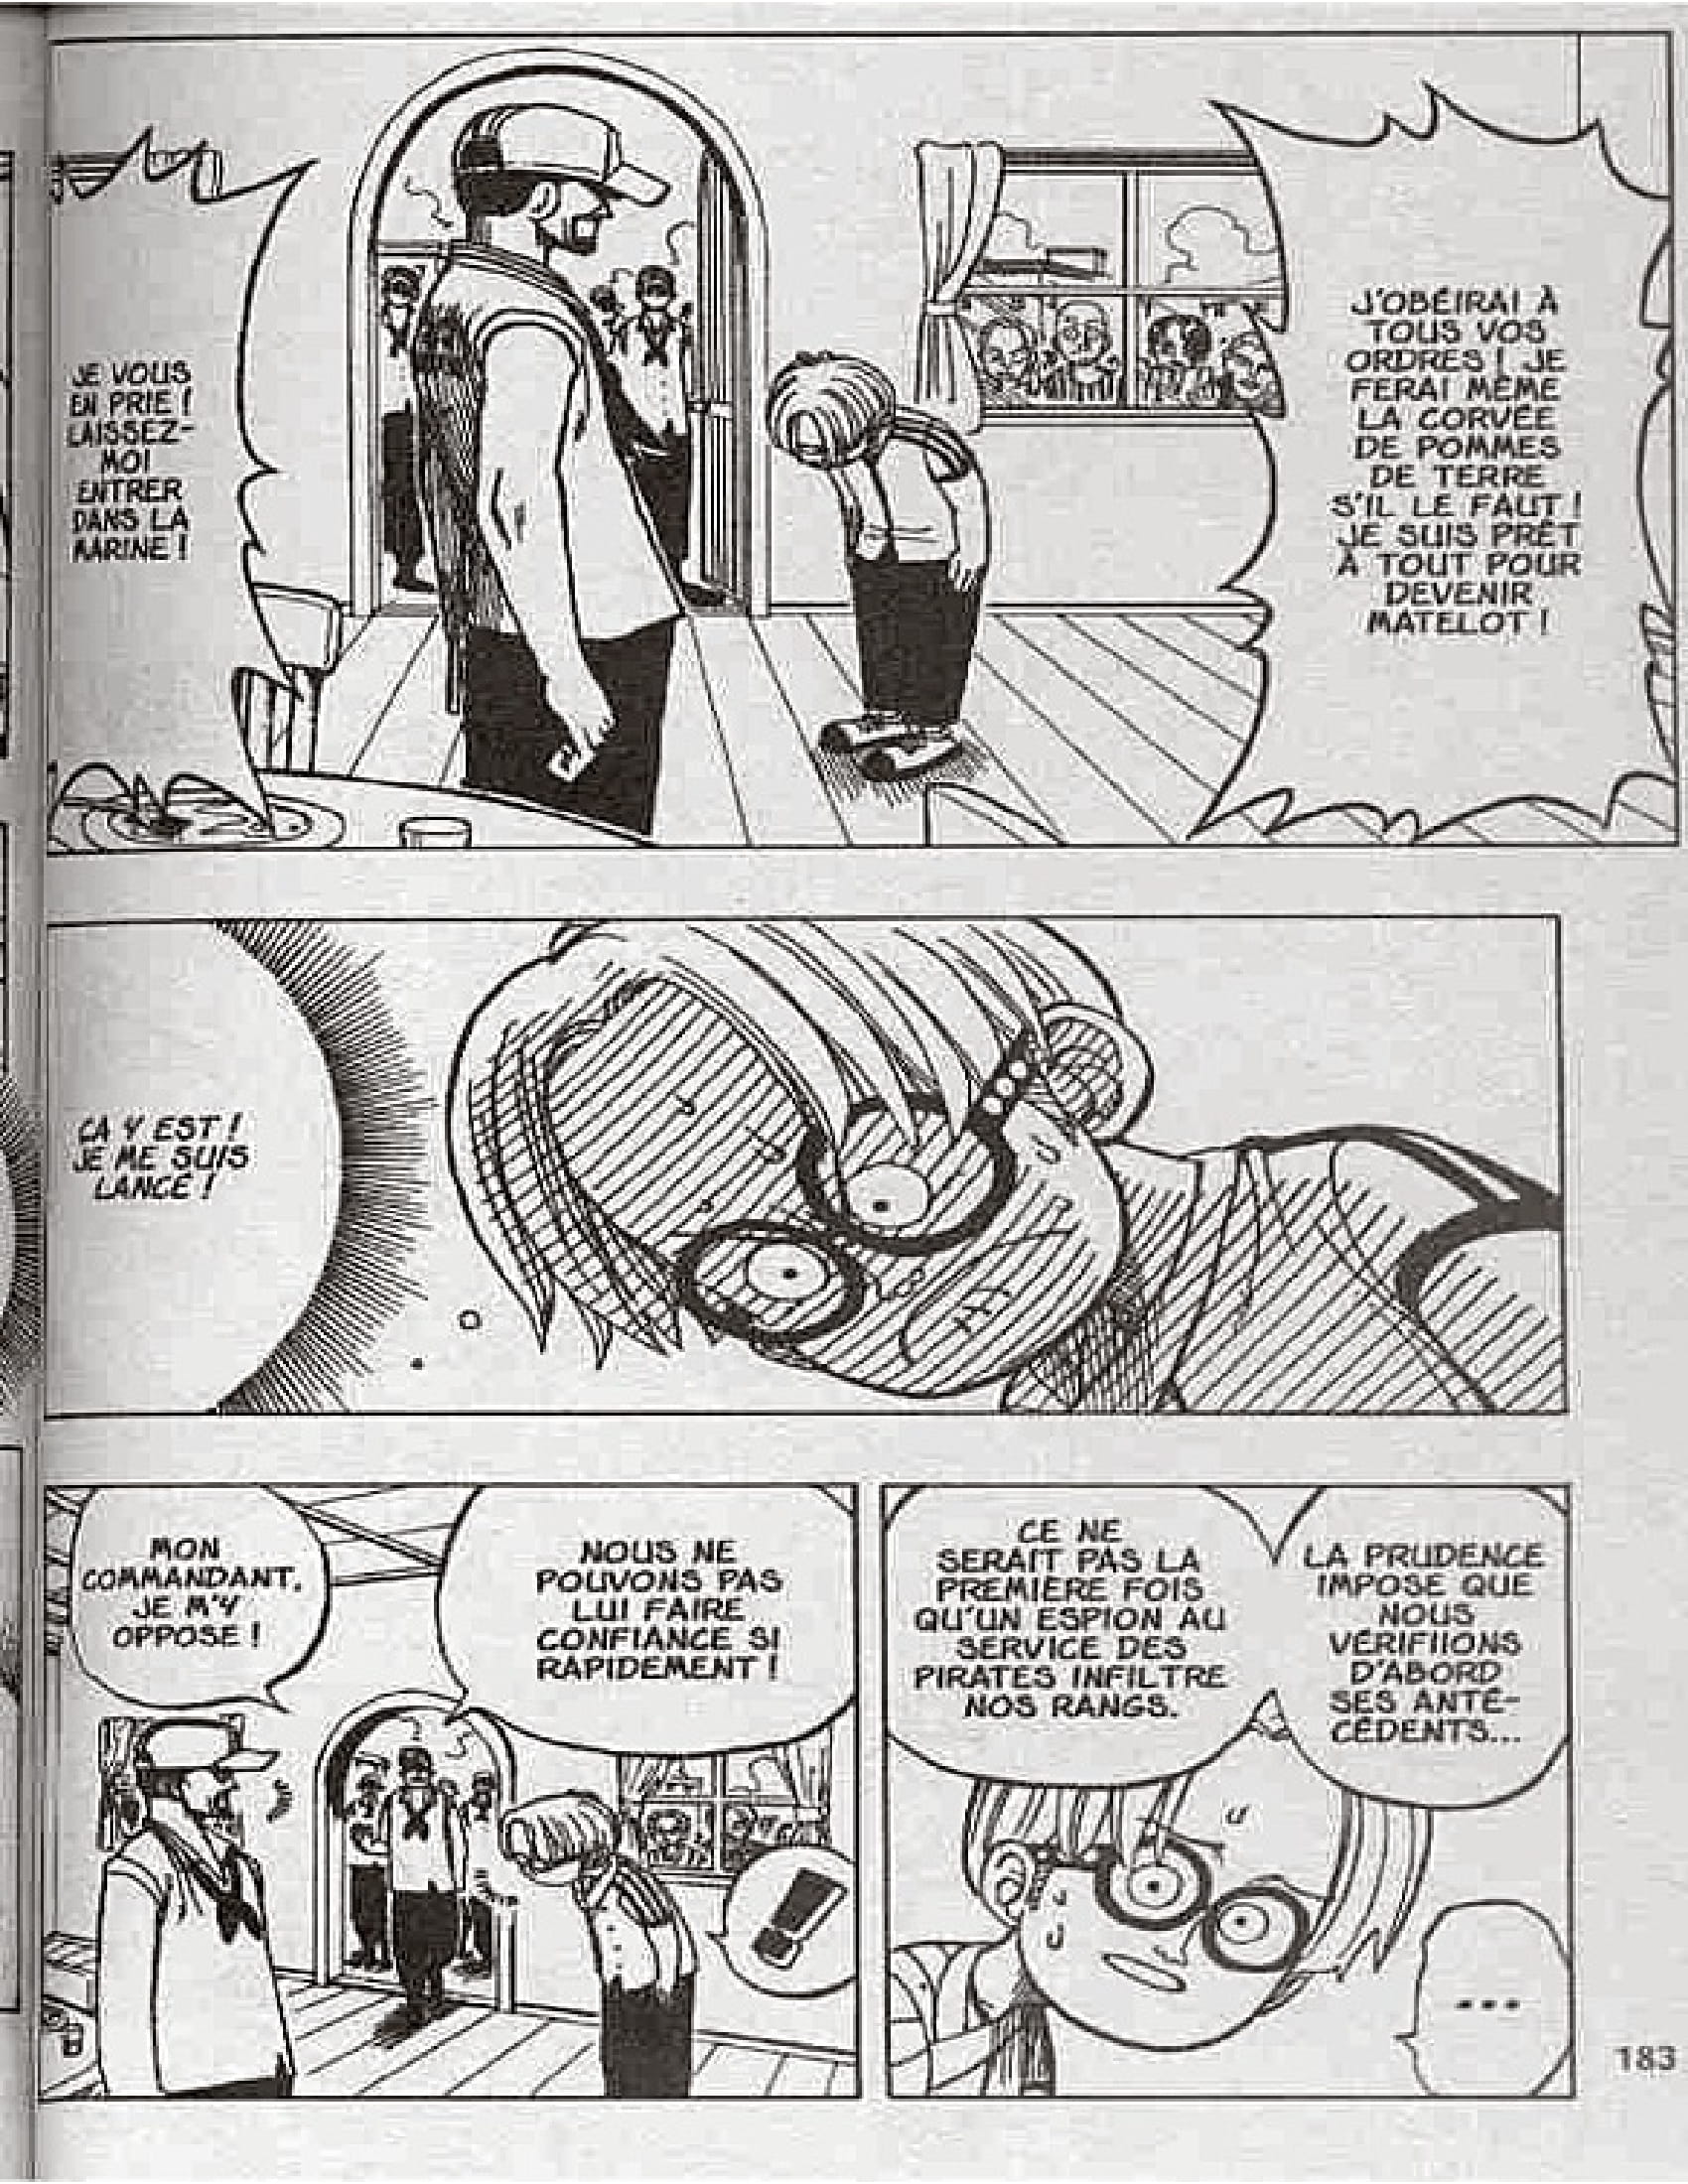 JE VOUS
EN PRIE !
LAISSEZ-
MOI
ENTRER
DANS LA
MARINE !
J'OBÉIRAI À
TOUS VOS
ORDRES ! JE
FERAI MÊME
LA CORVÉE
DE POMMES
DE TERRE
S'IL LE FAUT !
JE SUIS PRÊT
À TOUT POUR
DEVENIR
MATELOT !
ÇA Y EST !
JE ME SUIS
LANCÉ !
MON
COMMANDANT,
JE M'Y
OPPOSE !
NOUS NE
POUVONS PAS
LUI FAIRE
CONFIANCE SI
RAPIDEMENT !
!
CE NE
SERAIT PAS LA
PREMIÈRE FOIS
QU'UN ESPION AU
SERVICE DES
PIRATES INFILTRE
NOS RANGS.
LA PRUDENCE
IMPOSE QUE
NOUS
VÉRIFIIONS
D'ABORD
SES ANTÉ-
CÉDENTS...
...
183